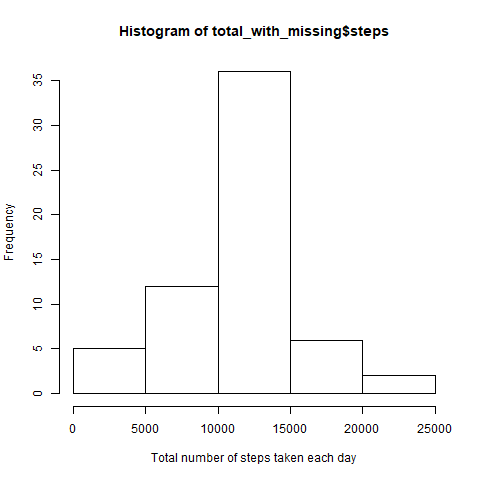 Histogram of total_with_missing$steps
Frequency
35
30
25
20
15
10
5
0
0 5000 10000 15000 20000 25000
Total number of steps taken each day